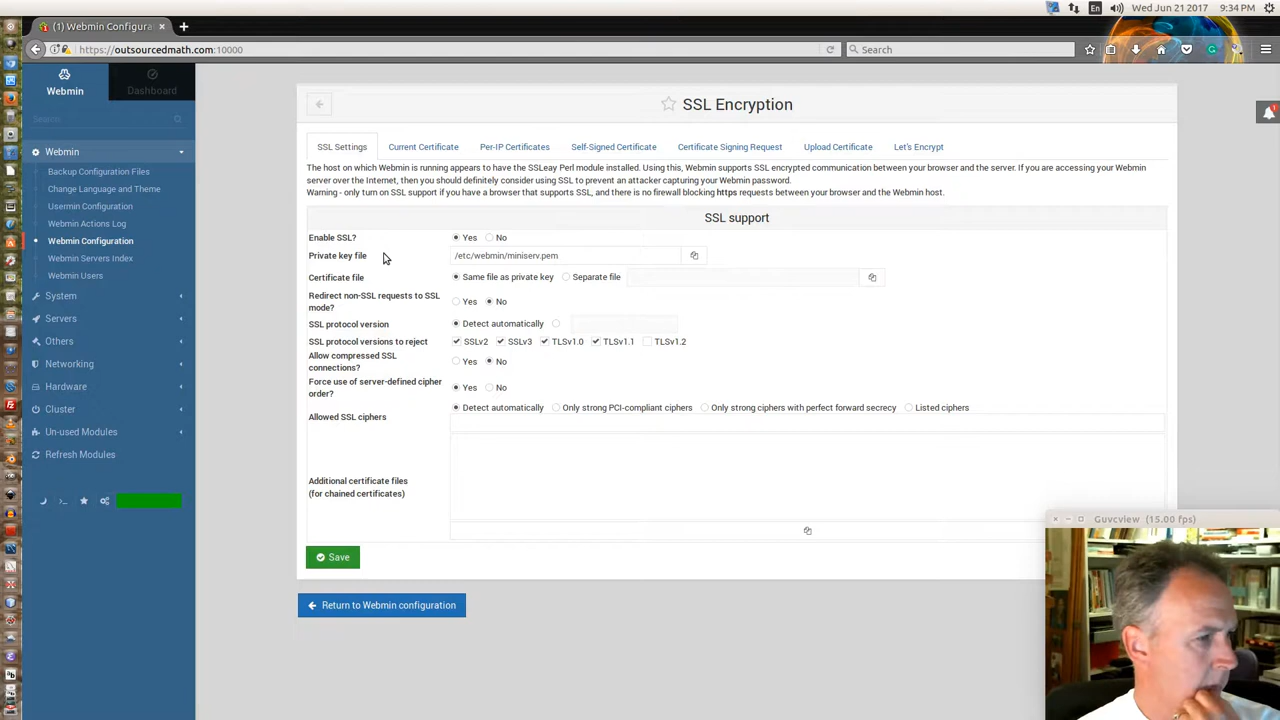 En
Wed Jun 21 2017
9:34 PM
(1) Webmin Configura
https://outsourcedmath.com:10000
Search
Webmin
Dashboard
Search
Webmin
Backup Configuration Files
Change Language and Theme
Usermin Configuration
Webmin Actions Log
Webmin Configuration
Webmin Servers Index
Webmin Users
System
Servers
Others
Networking
Hardware
Cluster
Un-used Modules
Refresh Modules
SSL Encryption
SSL Settings
Current Certificate
Per-IP Certificates
Self-Signed Certificate
Certificate Signing Request
Upload Certificate
Let's Encrypt
The host on which Webmin is running appears to have the SSLeay Perl module installed. Using this, Webmin supports SSL encrypted communication between your browser and the server. If you are accessing your Webmin
server over the Internet, then you should definitely consider using SSL to prevent an attacker capturing your Webmin password.
Warning - only turn on SSL support if you have a browser that supports SSL, and there is no firewall blocking https requests between your browser and the Webmin host.
SSL support
Enable SSL? Yes No
Private key file /etc/webmin/miniserv.pem
Certificate file Same file as private key Separate file
Redirect non-SSL requests to SSL
mode? Yes No
SSL protocol version Detect automatically
SSL protocol versions to reject SSLv2 SSLv3 TLSv1.0 TLSv1.1 TLSv1.2
Allow compressed SSL
connections? Yes No
Force use of server-defined cipher
order? Yes No
Allowed SSL ciphers Detect automatically Only strong PCI-compliant ciphers Only strong ciphers with perfect forward secrecy Listed ciphers
Additional certificate files
(for chained certificates)
Save
Return to Webmin configuration
Guvcview (15.00 fps)